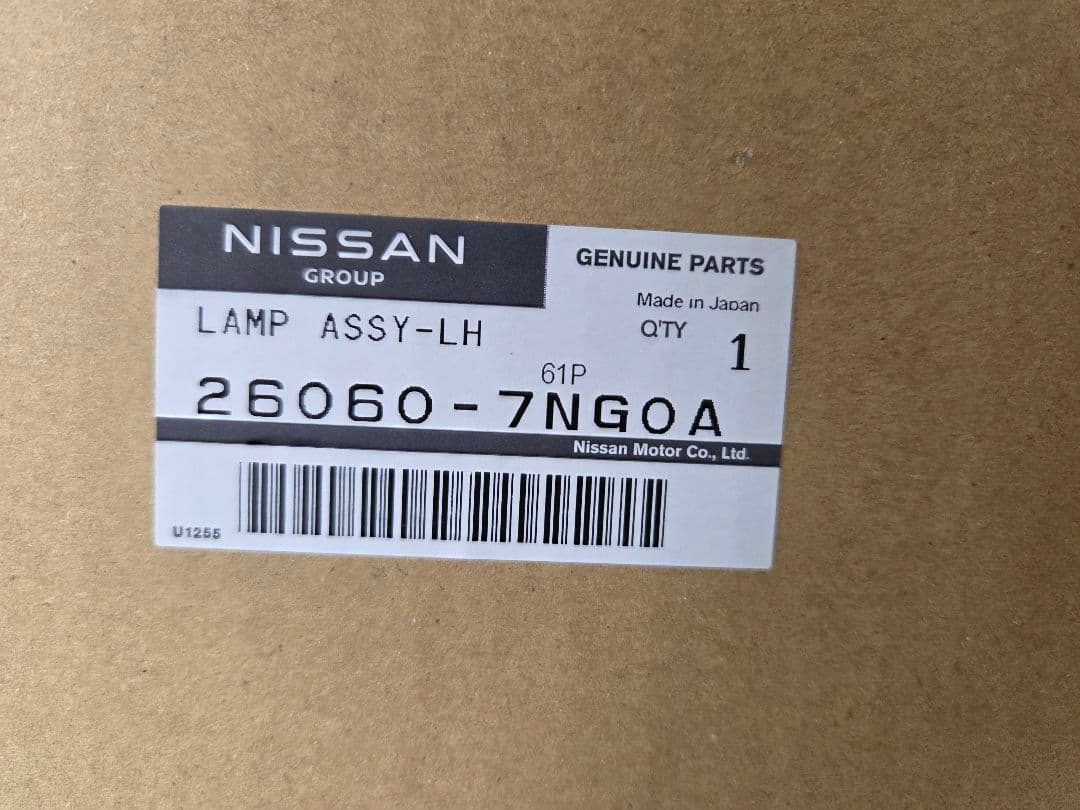 NISSAN
GROUP
GENUINE PARTS
Made in Japan
LAMP ASSY-LH
Q'TY 1
61P
26060-7NG0A
Nissan Motor Co., Ltd.
U1255